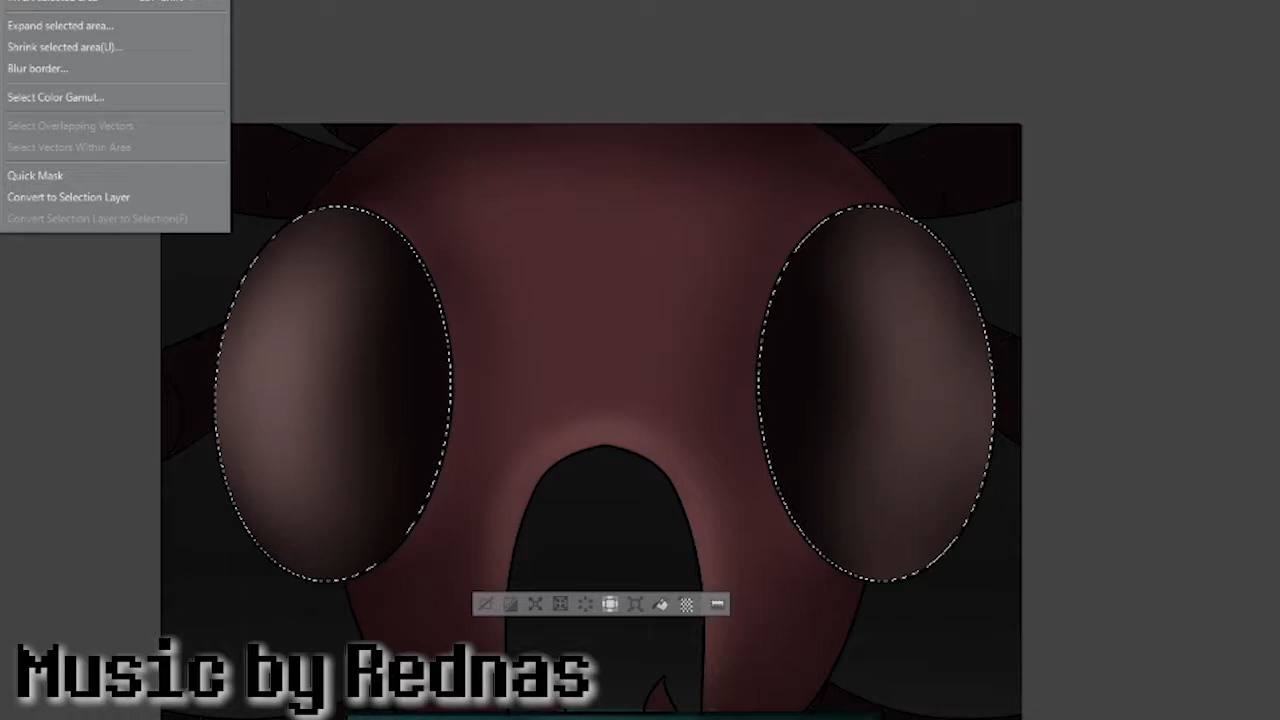 Expand selected area...
Shrink selected area(U)...
Blur border...
Select Color Gamut...
Select Overlapping Vectors
Select Vectors Within Area
Quick Mask
Convert to Selection Layer
Convert Selection Layer to Selection(F)
Music by Rednas